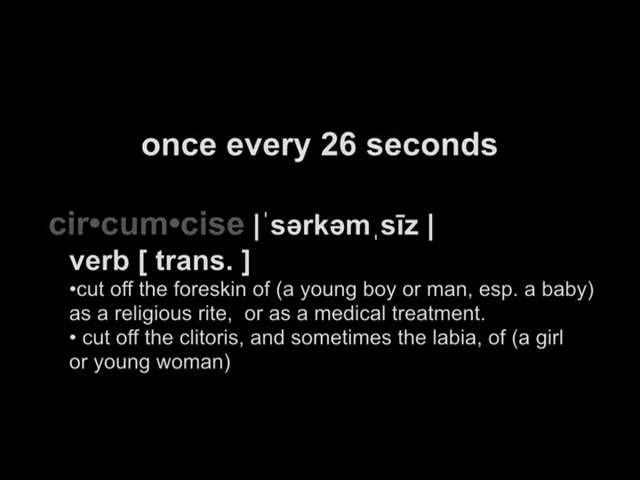 once every 26 seconds
cir•cum•cise |ˈsərkəmˌsīz |
verb [ trans. ]
•cut off the foreskin of (a young boy or man, esp. a baby)
as a religious rite, or as a medical treatment.
• cut off the clitoris, and sometimes the labia, of (a girl
or young woman)